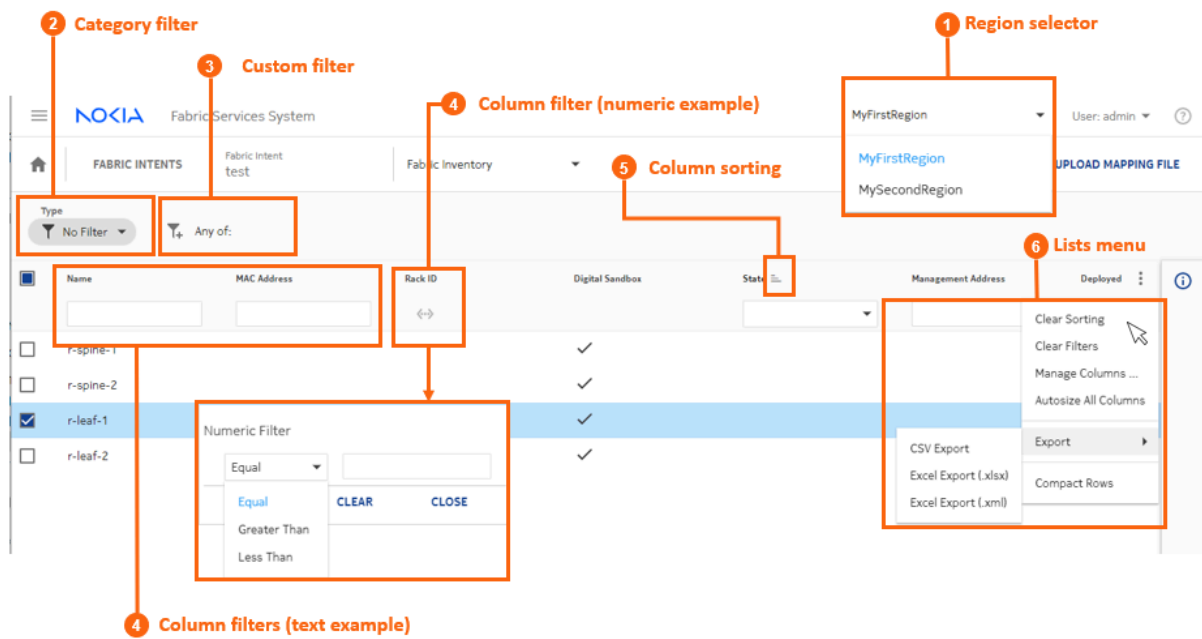 2 Category filter
1 Region selector
3 Custom filter
4 Column filter (numeric example)
NOKIA Fabric Services System
MyFirstRegion
User: admin
?
MyFirstRegion
MySecondRegion
FABRIC INTENTS
Fabric Intent
test
Fabric Inventory
UPLOAD MAPPING FILE
5 Column sorting
Type
No Filter
Any of:
6 Lists menu
Name
MAC Address
Rack ID
Digital Sandbox
State
Management Address
Deployed
r-spine-1
r-spine-2
r-leaf-1
r-leaf-2
Clear Sorting
Clear Filters
Manage Columns ...
Autosize All Columns
Export
Compact Rows
CSV Export
Excel Export (.xlsx)
Excel Export (.xml)
Numeric Filter
Equal
Equal
Greater Than
Less Than
CLEAR
CLOSE
4 Column filters (text example)